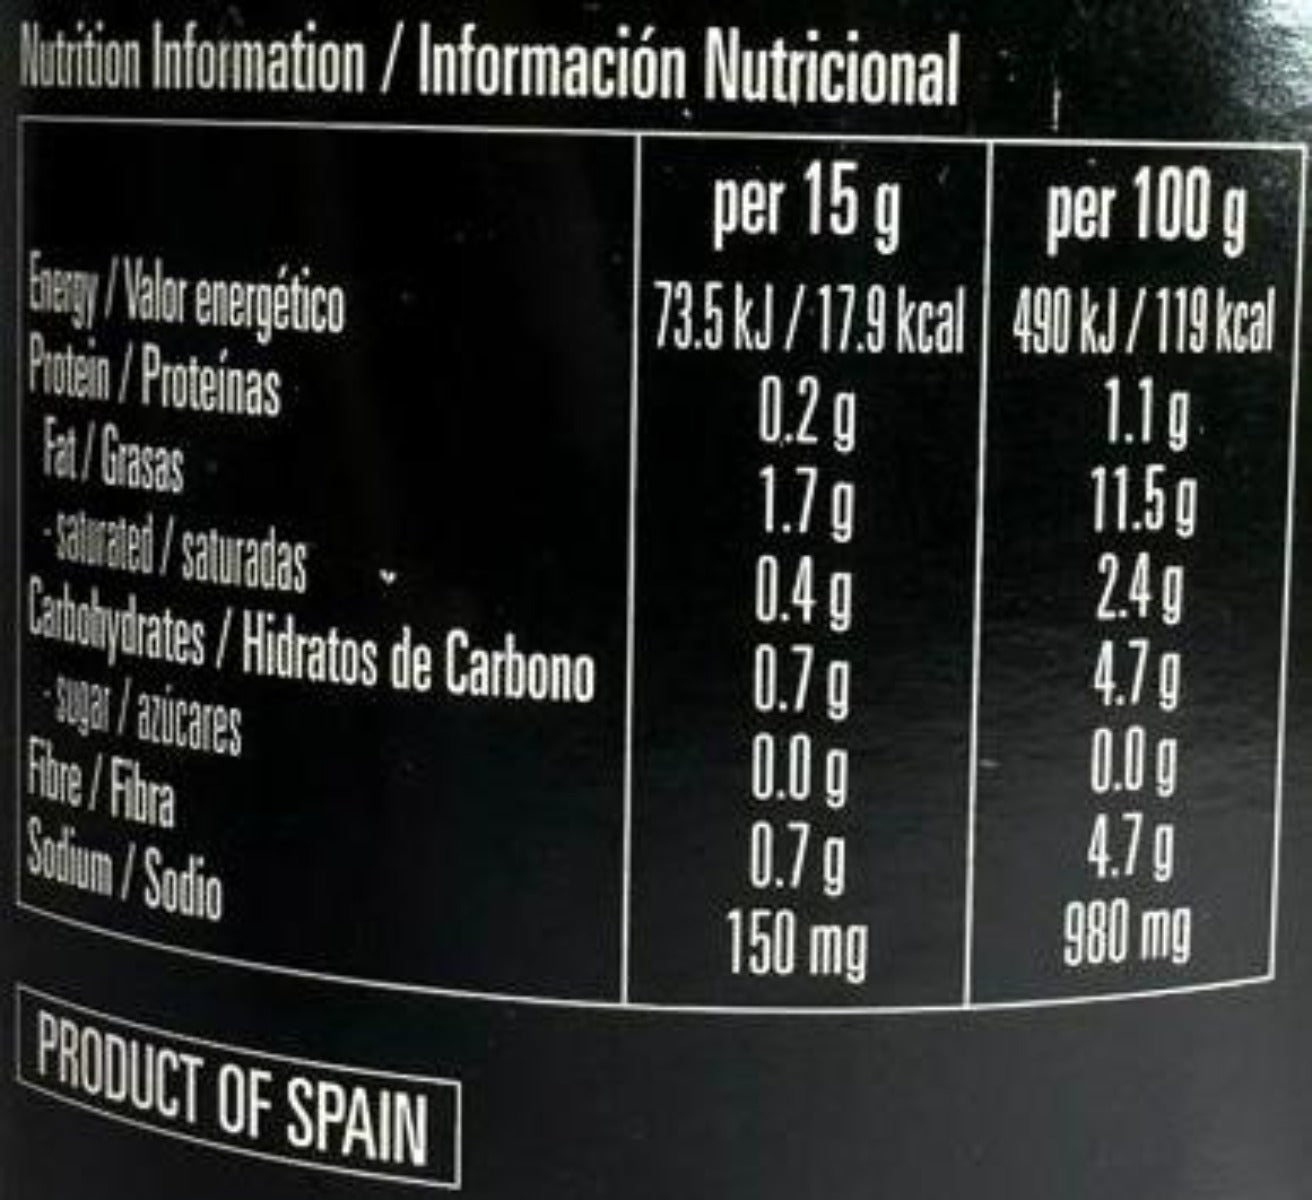 Nutrition Information / Información Nutricional
per 15 g per 100 g
Energy / Valor energético 73.5 kJ / 17.9 kcal 490 kJ / 119 kcal
Protein / Proteínas 0.2 g 1.1 g
Fat / Grasas 1.7 g 11.5 g
- saturated / saturadas 0.4 g 2.4 g
Carbohydrates / Hidratos de Carbono 0.7 g 4.7 g
- sugar / azúcares 0.0 g 0.0 g
Fibre / Fibra 0.7 g 4.7 g
Sodium / Sodio 150 mg 980 mg
PRODUCT OF SPAIN